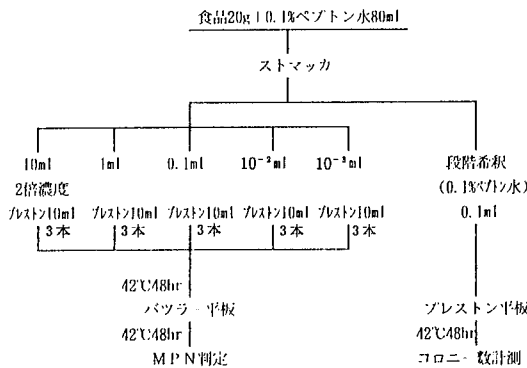 食品20g+0.1%ペプトン水80ml
ストマッカ
10ml 1ml 0.1ml 10⁻²ml 10⁻³ml 段階希釈
2倍濃度 (0.1%ペプトン水)
プレストン10ml プレストン10ml プレストン10ml プレストン10ml プレストン10ml 0.1ml
3本 3本 3本 3本 3本
42℃48hr
バツラー平板 プレストン平板
42℃48hr 42℃48hr
MPN判定 コロニー数計測